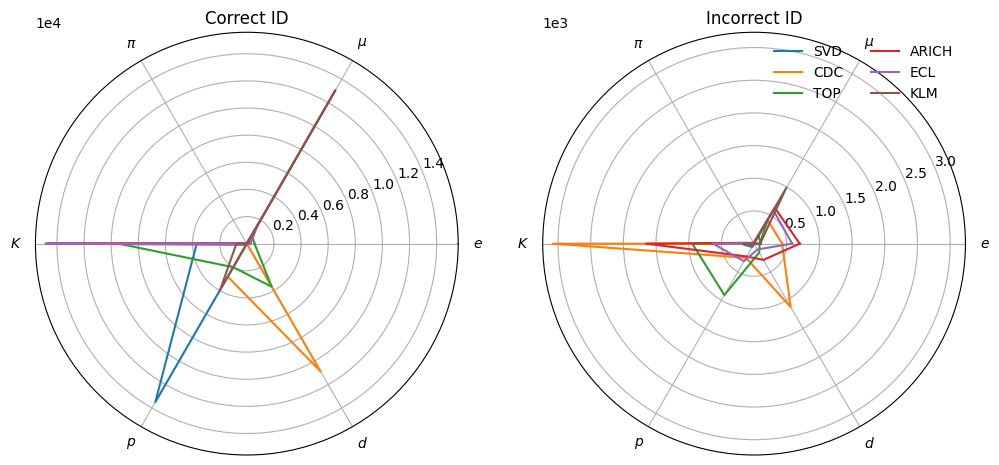 Correct ID
1e4
π
μ
K
e
p
d
0.2
0.4
0.6
0.8
1.0
1.2
1.4
Incorrect ID
1e3
π
μ
K
e
p
d
0.5
1.0
1.5
2.0
2.5
3.0
SVD ARICH
CDC ECL
TOP KLM